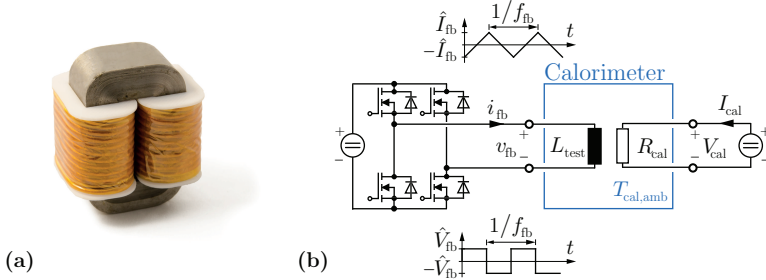 Î_fb
−Î_fb
1/f_fb
t
Calorimeter
+
−
i_fb
+
v_fb
−
L_test
R_cal
I_cal
+
V_cal
−
+
−
T_cal,amb
V̂_fb
−V̂_fb
1/f_fb
t
(a)
(b)